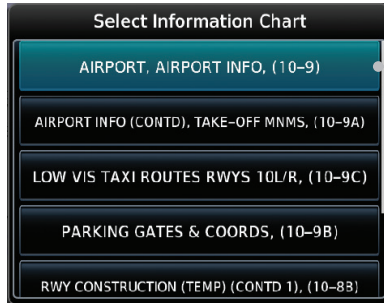 Select Information Chart
AIRPORT, AIRPORT INFO, (10–9)
AIRPORT INFO (CONTD), TAKE–OFF MNMS, (10–9A)
LOW VIS TAXI ROUTES RWYS 10L/R, (10–9C)
PARKING GATES & COORDS, (10–9B)
RWY CONSTRUCTION (TEMP) (CONTD 1), (10–8B)